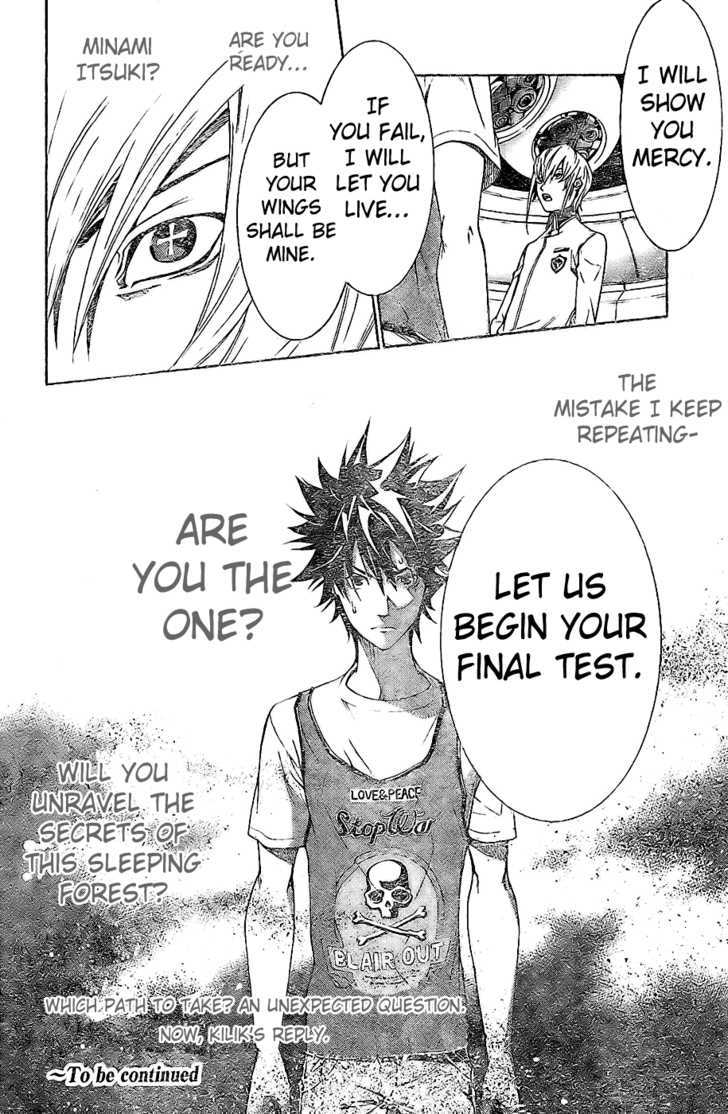 I WILL
SHOW
YOU
MERCY.
IF
YOU FAIL,
I WILL
LET YOU
LIVE...
BUT
YOUR
WINGS
SHALL BE
MINE.
ARE YOU
READY...
MINAMI
ITSUKI?
THE
MISTAKE I KEEP
REPEATING-
LET US
BEGIN YOUR
FINAL TEST.
ARE
YOU THE
ONE?
WILL YOU
UNRAVEL THE
SECRETS OF
THIS SLEEPING
FOREST?
LOVE&PEACE
Stop War
BLAIR OUT
WHICH PATH TO TAKE? AN UNEXPECTED QUESTION.
NOW, KILIK'S REPLY.
~To be continued